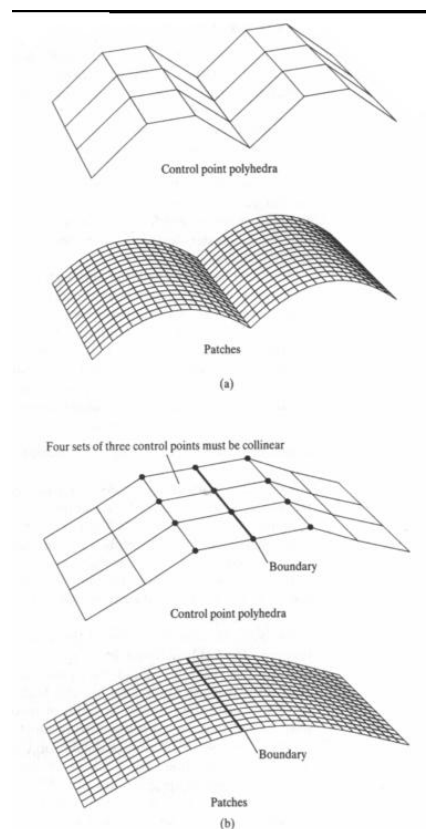 Control point polyhedra
Patches
(a)
Four sets of three control points must be collinear
Boundary
Control point polyhedra
Boundary
Patches
(b)